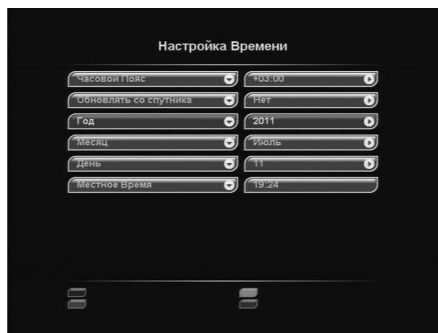 Настройка Времени
Часовой Пояс +03:00
Обновлять со спутника Нет
Год 2011
Месяц Июль
День 11
Местное Время 19:24